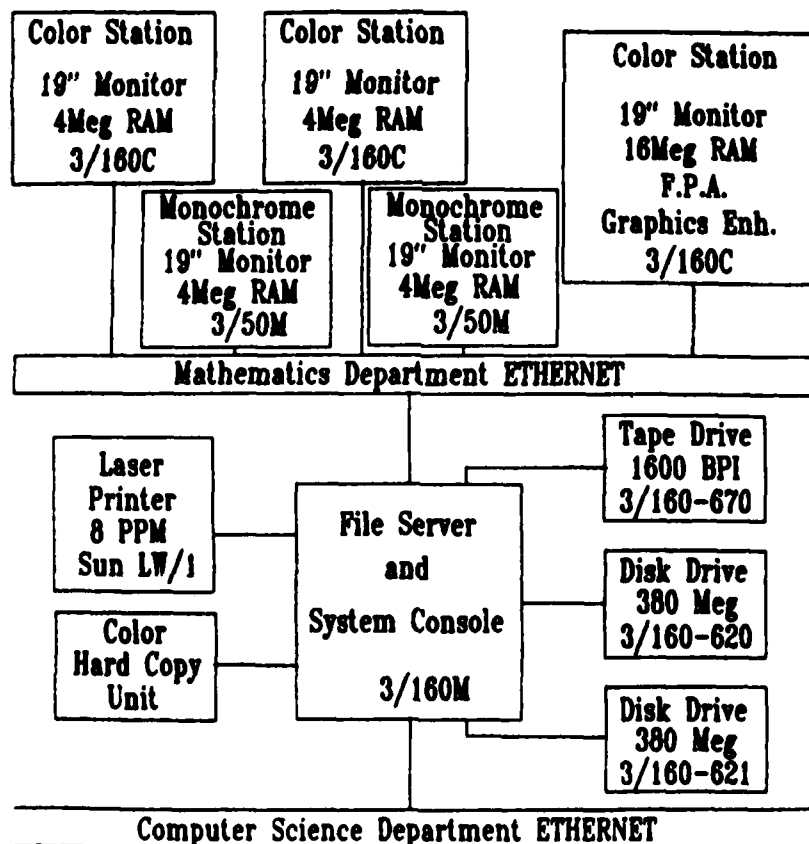 Color Station
19" Monitor
4Meg RAM
3/160C
Color Station
19" Monitor
4Meg RAM
3/160C
Color Station
19" Monitor
16Meg RAM
F.P.A.
Graphics Enh.
3/160C
Monochrome
Station
19" Monitor
4Meg RAM
3/50M
Monochrome
Station
19" Monitor
4Meg RAM
3/50M
Mathematics Department ETHERNET
Laser
Printer
8 PPM
Sun LW/1
Color
Hard Copy
Unit
File Server
and
System Console
3/160M
Tape Drive
1600 BPI
3/160-670
Disk Drive
380 Meg
3/160-620
Disk Drive
380 Meg
3/160-621
Computer Science Department ETHERNET